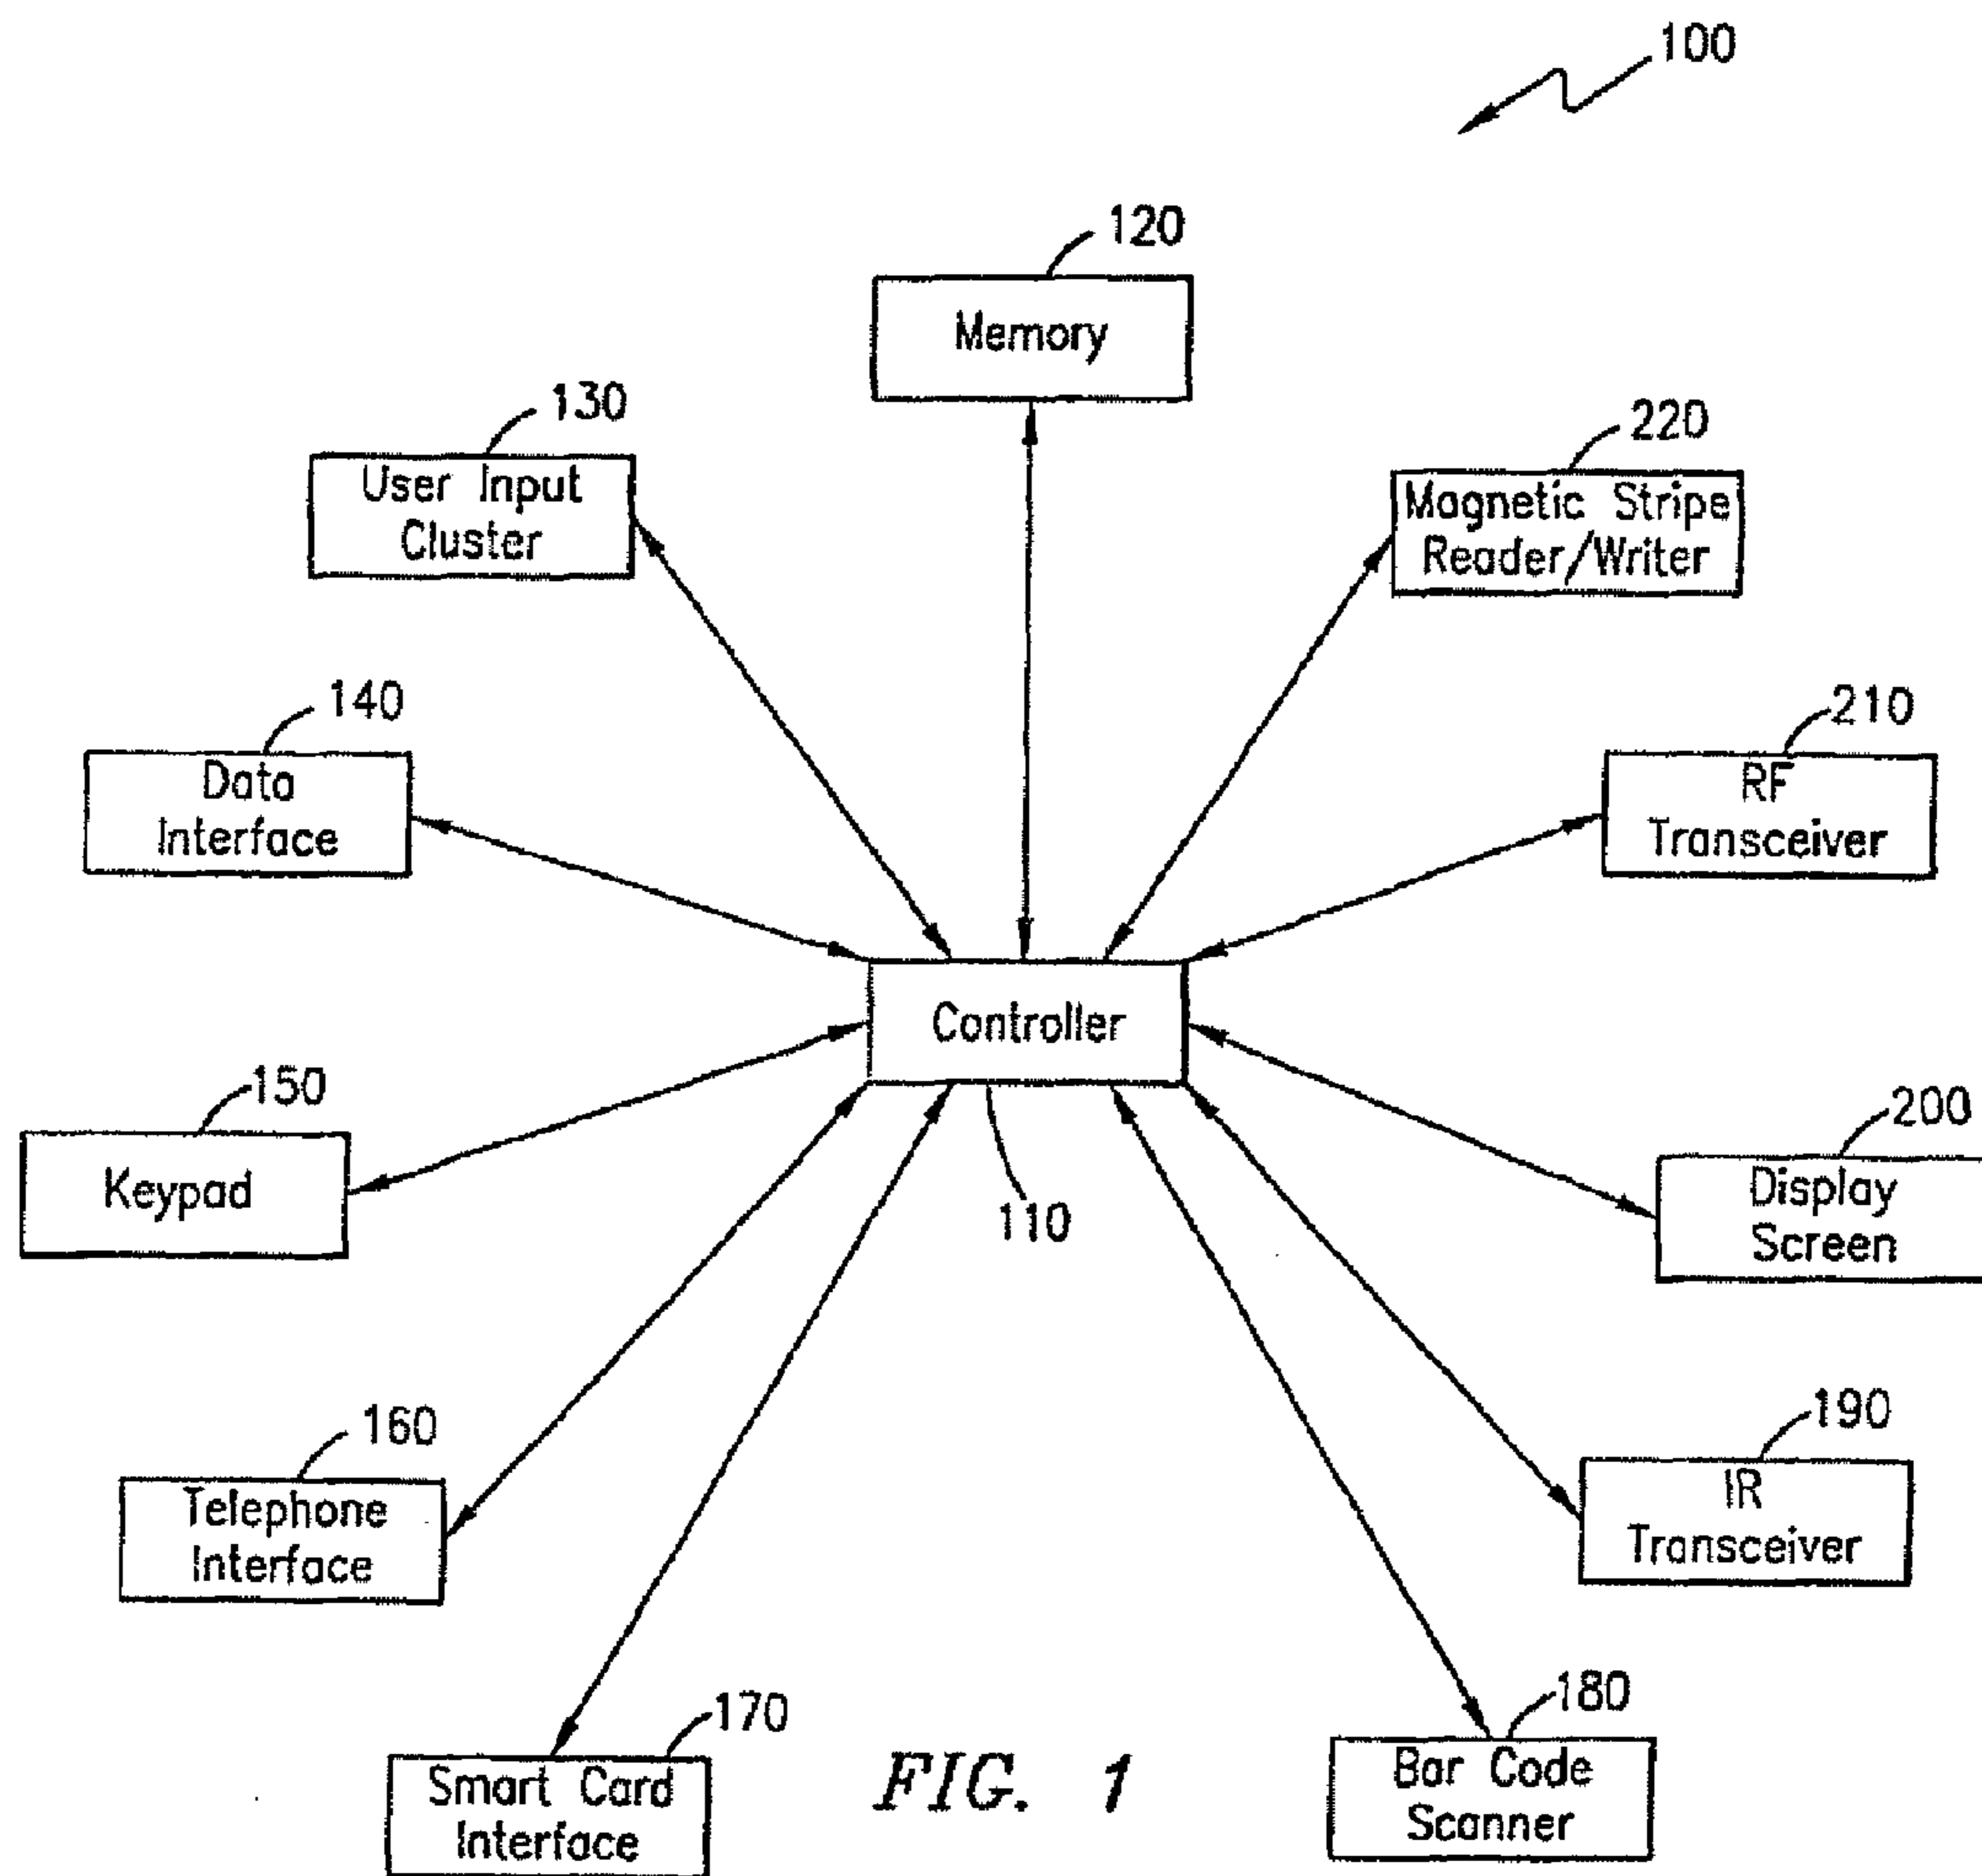 100
120
Memory
130
User Input
Cluster
220
Magnetic Stripe
Reader/Writer
140
Data
Interface
210
RF
Transceiver
Controller
110
150
Keypad
200
Display
Screen
160
Telephone
Interface
190
IR
Transceiver
170
Smart Card
Interface
180
Bar Code
Scanner
FIG. 1